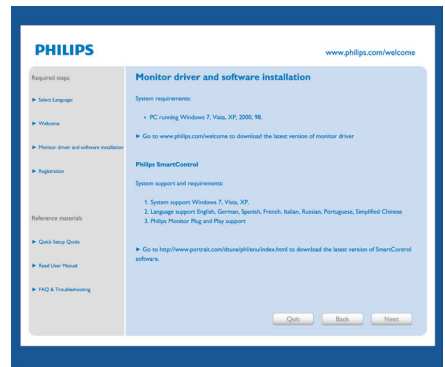 PHILIPS
www.philips.com/welcome
Required steps
Select Language:
Welcome
Monitor driver and software installation
Registration
Reference materials
Quick Setup Guide
Read User Manual
FAQ & Troubleshooting
Monitor driver and software installation
System requirements:
PC running Windows 7, Vista, XP, 2000, 98.
Go to www.philips.com/welcome to download the latest version of monitor driver
Philips SmartControl
System support and requirements:
1. System support Windows 7, Vista, XP.
2. Language support English, German, Spanish, French, Italian, Russian, Portuguese, Simplified Chinese
3. Philips Monitor Plug and Play support
Go to http://www.portrait.com/dtune/phl/enu/index.html to download the latest version of SmartControl
software.
Quit
Back
Next